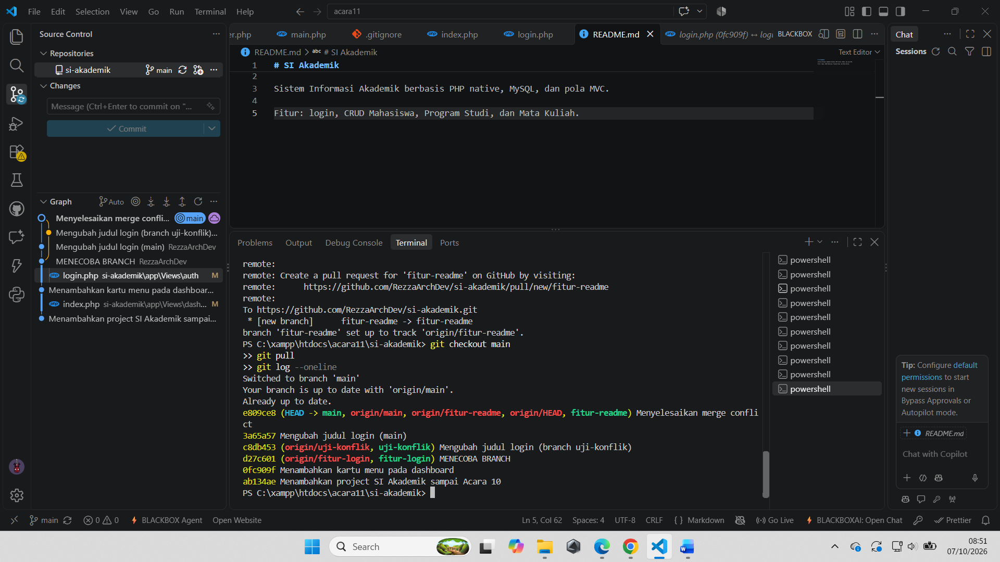 File Edit Selection View Go Run Terminal Help
acara11
Source Control
Repositories
si-akademik main
Changes
Message (Ctrl+Enter to commit on "...
Commit
Graph Auto
Menyelesaikan merge confli... main
Mengubah judul login (branch uji-konflik)...
Mengubah judul login (main) RezzaArchDev
MENECOBA BRANCH RezzaArchDev
login.php si-akademik\app\Views\auth M
Menambahkan kartu menu pada dashboar...
index.php si-akademik\app\Views\dash... M
Menambahkan project SI Akademik sampai...
er.php main.php .gitignore index.php login.php README.md login.php (0fc909f) ↔ logi BLACKBOX
README.md > # SI Akademik
Text Editor
1 # SI Akademik
2
3 Sistem Informasi Akademik berbasis PHP native, MySQL, dan pola MVC.
4
5 Fitur: login, CRUD Mahasiswa, Program Studi, dan Mata Kuliah.
Problems Output Debug Console Terminal Ports
remote:
remote: Create a pull request for 'fitur-readme' on GitHub by visiting:
remote: https://github.com/RezzaArchDev/si-akademik/pull/new/fitur-readme
remote:
To https://github.com/RezzaArchDev/si-akademik.git
* [new branch] fitur-readme -> fitur-readme
branch 'fitur-readme' set up to track 'origin/fitur-readme'.
PS C:\xampp\htdocs\acara11\si-akademik> git checkout main
>> git pull
>> git log --oneline
Switched to branch 'main'
Your branch is up to date with 'origin/main'.
Already up to date.
e809ce8 (HEAD -> main, origin/main, origin/fitur-readme, origin/HEAD, fitur-readme) Menyelesaikan merge confli
ct
3a65a57 Mengubah judul login (main)
c8db453 (origin/uji-konflik, uji-konflik) Mengubah judul login (branch uji-konflik)
d27c601 (origin/fitur-login, fitur-login) MENECOBA BRANCH
0fc909f Menambahkan kartu menu pada dashboard
ab134ae Menambahkan project SI Akademik sampai Acara 10
PS C:\xampp\htdocs\acara11\si-akademik>
powershell
powershell
powershell
powershell
powershell
powershell
powershell
powershell
powershell
powershell
Chat
Sessions
Tip: Configure default
permissions to start
new sessions in
Bypass Approvals or
Autopilot mode.
README.md
Chat with Copilot
main 0 0 BLACKBOX Agent Open Website
Ln 5, Col 62 Spaces: 4 UTF-8 CRLF { } Markdown Go Live BLACKBOXAI: Open Chat Prettier
Search
08:51
07/10/2026